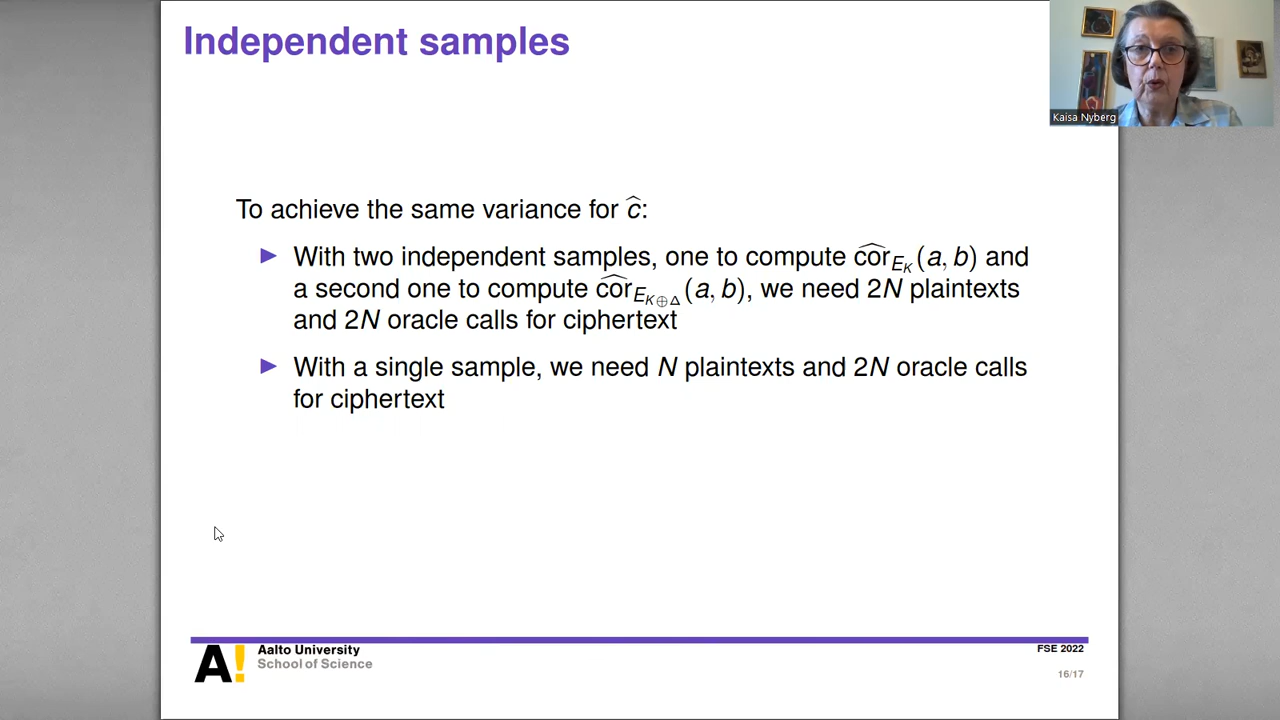 Independent samples
Kaisa Nyberg
To achieve the same variance for ĉ:
▶ With two independent samples, one to compute ĉor_{E_K}(a, b) and
a second one to compute ĉor_{E_{K⊕Δ}}(a, b), we need 2N plaintexts
and 2N oracle calls for ciphertext
▶ With a single sample, we need N plaintexts and 2N oracle calls
for ciphertext
A!
Aalto University
School of Science
FSE 2022
16/17